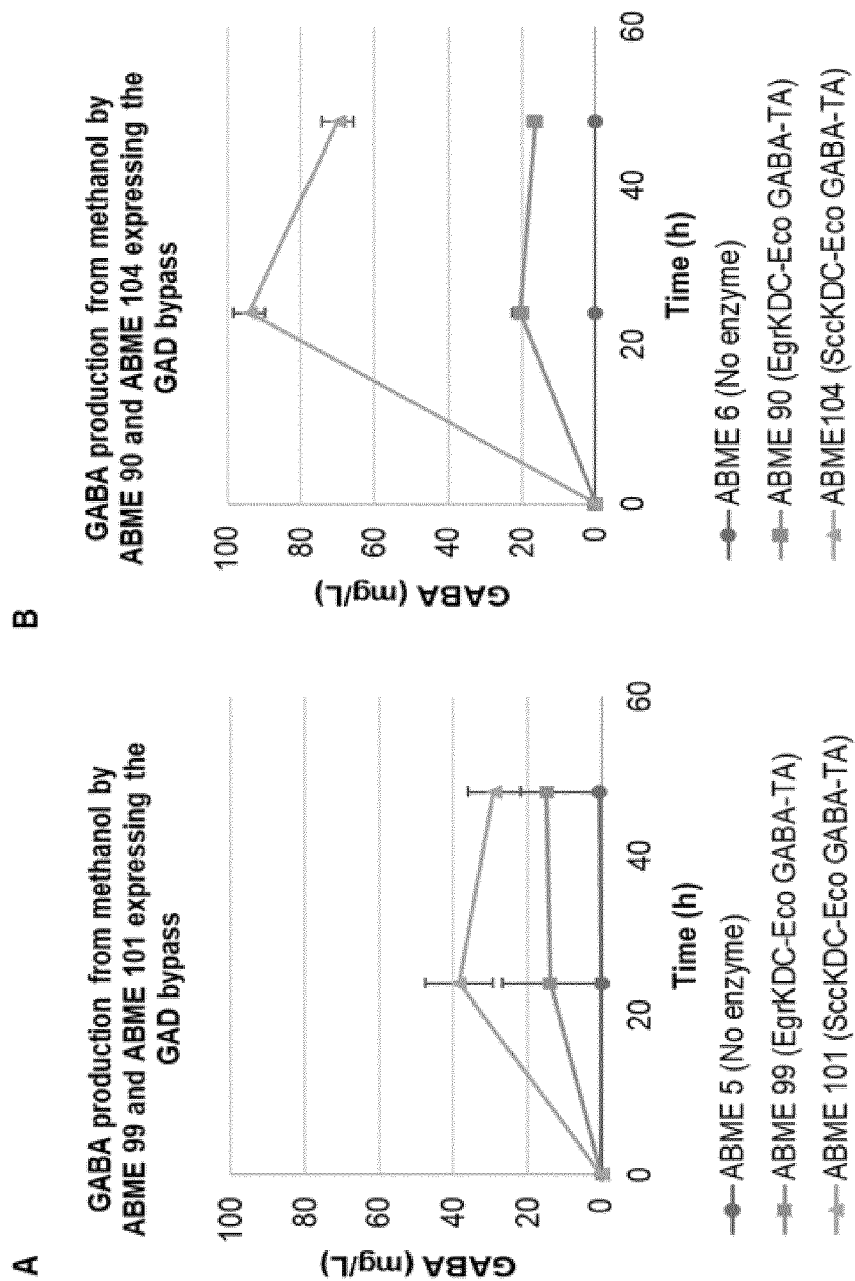 A
GABA production from methanol by
ABME 99 and ABME 101 expressing the
GAD bypass
GABA (mg/L)
100
80
60
40
20
0
0
20
40
60
Time (h)
ABME 5 (No enzyme)
ABME 99 (EgrKDC-Eco GABA-TA)
ABME 101 (SccKDC-Eco GABA-TA)
B
GABA production from methanol by
ABME 90 and ABME 104 expressing the
GAD bypass
GABA (mg/L)
100
80
60
40
20
0
0
20
40
60
Time (h)
ABME 6 (No enzyme)
ABME 90 (EgrKDC-Eco GABA-TA)
ABME104 (SccKDC-Eco GABA-TA)